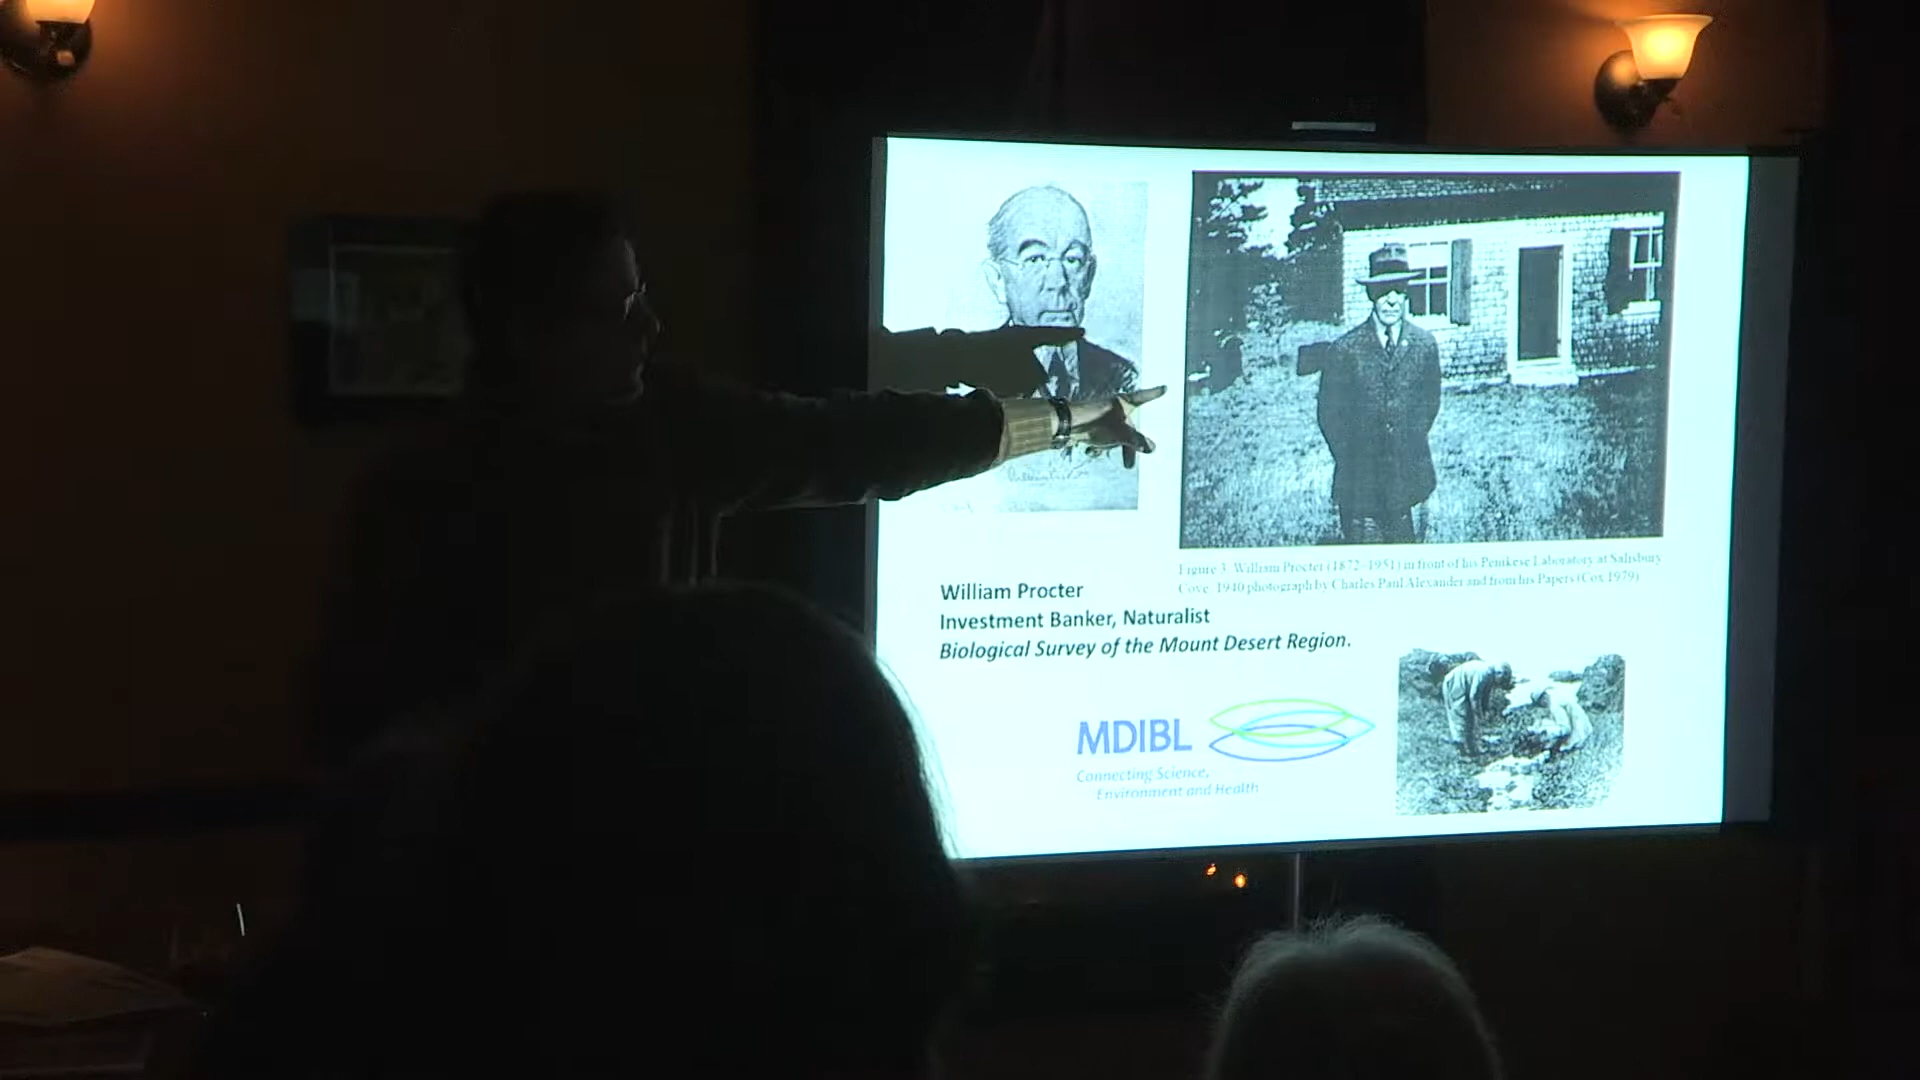 Figure 3. William Procter (1872-1951) in front of his Penikese Laboratory at Salisbury
Cove. 1940 photograph by Charles Paul Alexander and from his Papers (Cox 1979)
William Procter
Investment Banker, Naturalist
Biological Survey of the Mount Desert Region.
MDIBL
Connecting Science,
Environment and Health